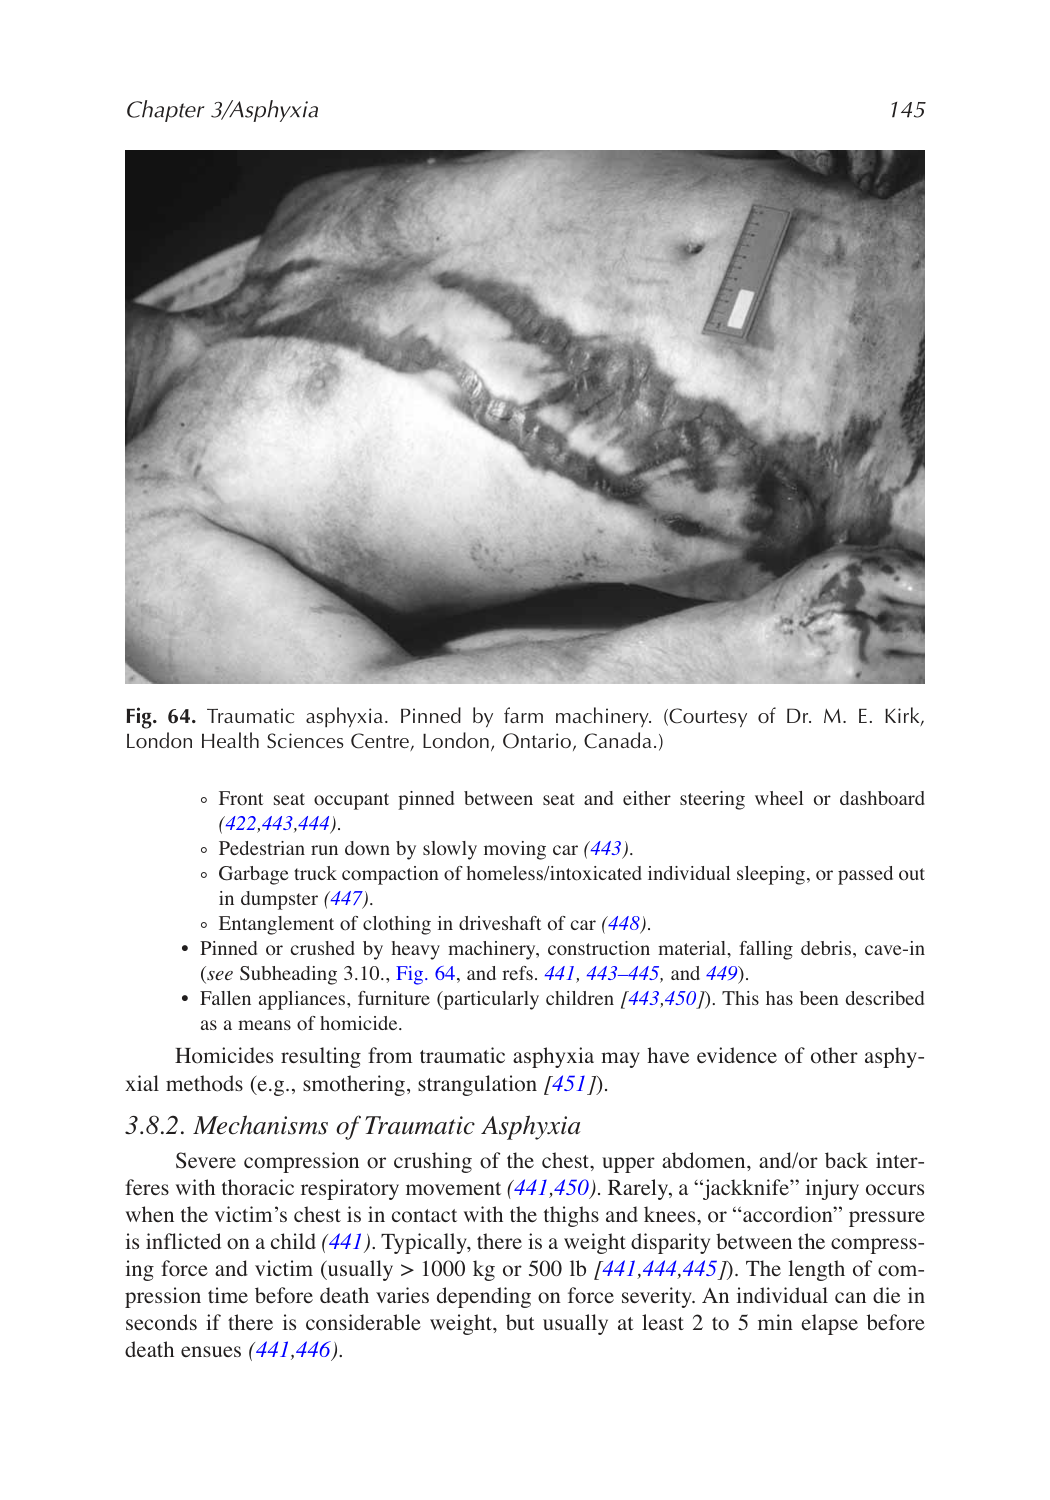 Chapter 3/Asphyxia 145
Fig. 64. Traumatic asphyxia. Pinned by farm machinery. (Courtesy of Dr. M. E. Kirk,
London Health Sciences Centre, London, Ontario, Canada.)
∘ Front seat occupant pinned between seat and either steering wheel or dashboard
(422,443,444).
∘ Pedestrian run down by slowly moving car (443).
∘ Garbage truck compaction of homeless/intoxicated individual sleeping, or passed out
in dumpster (447).
∘ Entanglement of clothing in driveshaft of car (448).
• Pinned or crushed by heavy machinery, construction material, falling debris, cave-in
(see Subheading 3.10., Fig. 64, and refs. 441, 443–445, and 449).
• Fallen appliances, furniture (particularly children [443,450]). This has been described
as a means of homicide.
Homicides resulting from traumatic asphyxia may have evidence of other asphy-
xial methods (e.g., smothering, strangulation [451]).
3.8.2. Mechanisms of Traumatic Asphyxia
Severe compression or crushing of the chest, upper abdomen, and/or back inter-
feres with thoracic respiratory movement (441,450). Rarely, a “jackknife” injury occurs
when the victim’s chest is in contact with the thighs and knees, or “accordion” pressure
is inflicted on a child (441). Typically, there is a weight disparity between the compress-
ing force and victim (usually > 1000 kg or 500 lb [441,444,445]). The length of com-
pression time before death varies depending on force severity. An individual can die in
seconds if there is considerable weight, but usually at least 2 to 5 min elapse before
death ensues (441,446).